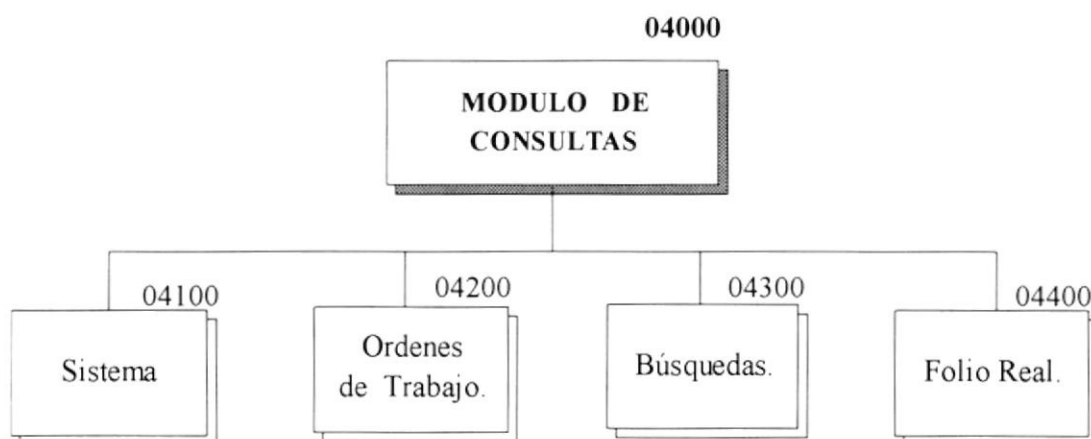 04000
MODULO DE
CONSULTAS
04100
Sistema
04200
Ordenes
de Trabajo.
04300
Búsquedas.
04400
Folio Real.